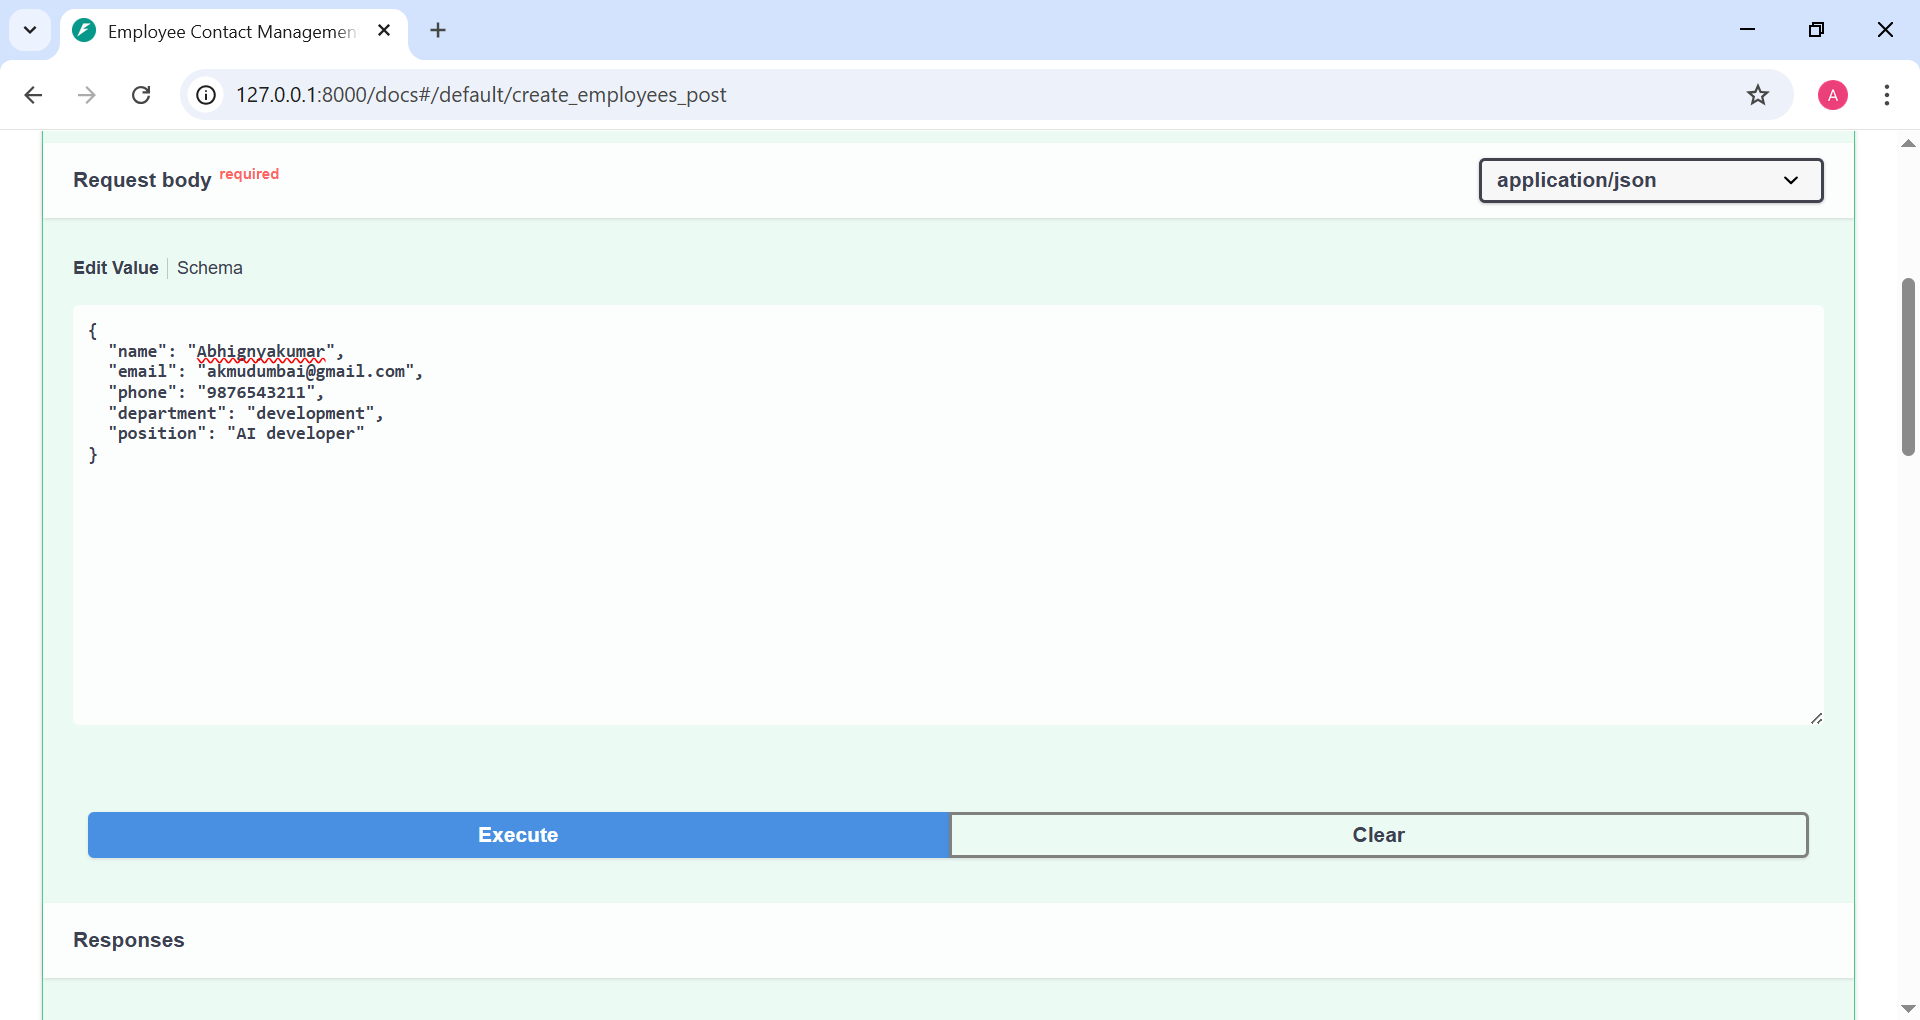 Employee Contact Managemen
127.0.0.1:8000/docs#/default/create_employees_post
A
Request body required
application/json
Edit Value
Schema
{
  "name": "Abhignyakumar",
  "email": "akmudumbai@gmail.com",
  "phone": "9876543211",
  "department": "development",
  "position": "AI developer"
}
Execute
Clear
Responses